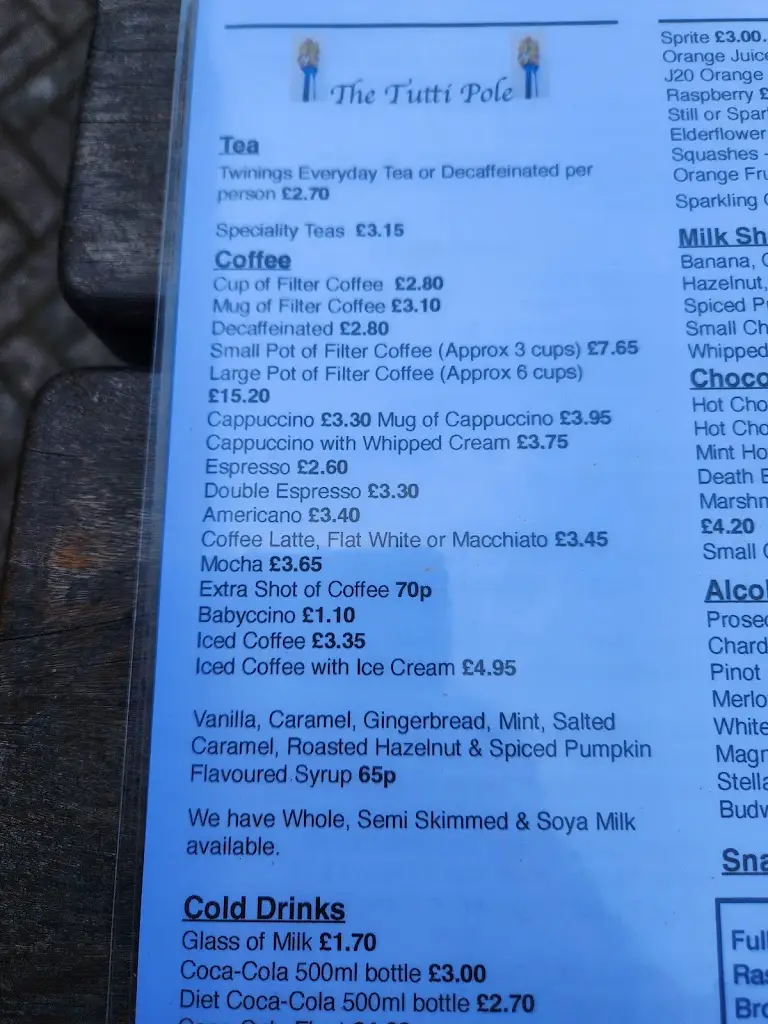 The Tutti Pole
Tea
Twinings Everyday Tea or Decaffeinated per
person £2.70
Speciality Teas £3.15
Coffee
Cup of Filter Coffee £2.80
Mug of Filter Coffee £3.10
Decaffeinated £2.80
Small Pot of Filter Coffee (Approx 3 cups) £7.65
Large Pot of Filter Coffee (Approx 6 cups)
£15.20
Cappuccino £3.30 Mug of Cappuccino £3.95
Cappuccino with Whipped Cream £3.75
Espresso £2.60
Double Espresso £3.30
Americano £3.40
Coffee Latte, Flat White or Macchiato £3.45
Mocha £3.65
Extra Shot of Coffee 70p
Babyccino £1.10
Iced Coffee £3.35
Iced Coffee with Ice Cream £4.95
Vanilla, Caramel, Gingerbread, Mint, Salted
Caramel, Roasted Hazelnut & Spiced Pumpkin
Flavoured Syrup 65p
We have Whole, Semi Skimmed & Soya Milk
available.
Cold Drinks
Glass of Milk £1.70
Coca-Cola 500ml bottle £3.00
Diet Coca-Cola 500ml bottle £2.70
Sprite £3.00.
Orange
J20 Orange
Raspberry
Still or
Elderflower
Squashes -
Orange
Sparkling
Milk
Banana,
Hazelnut,
Spiced
Small
Whipped
Hot
Hot
Mint
Death
£4.20
Small
Pinot